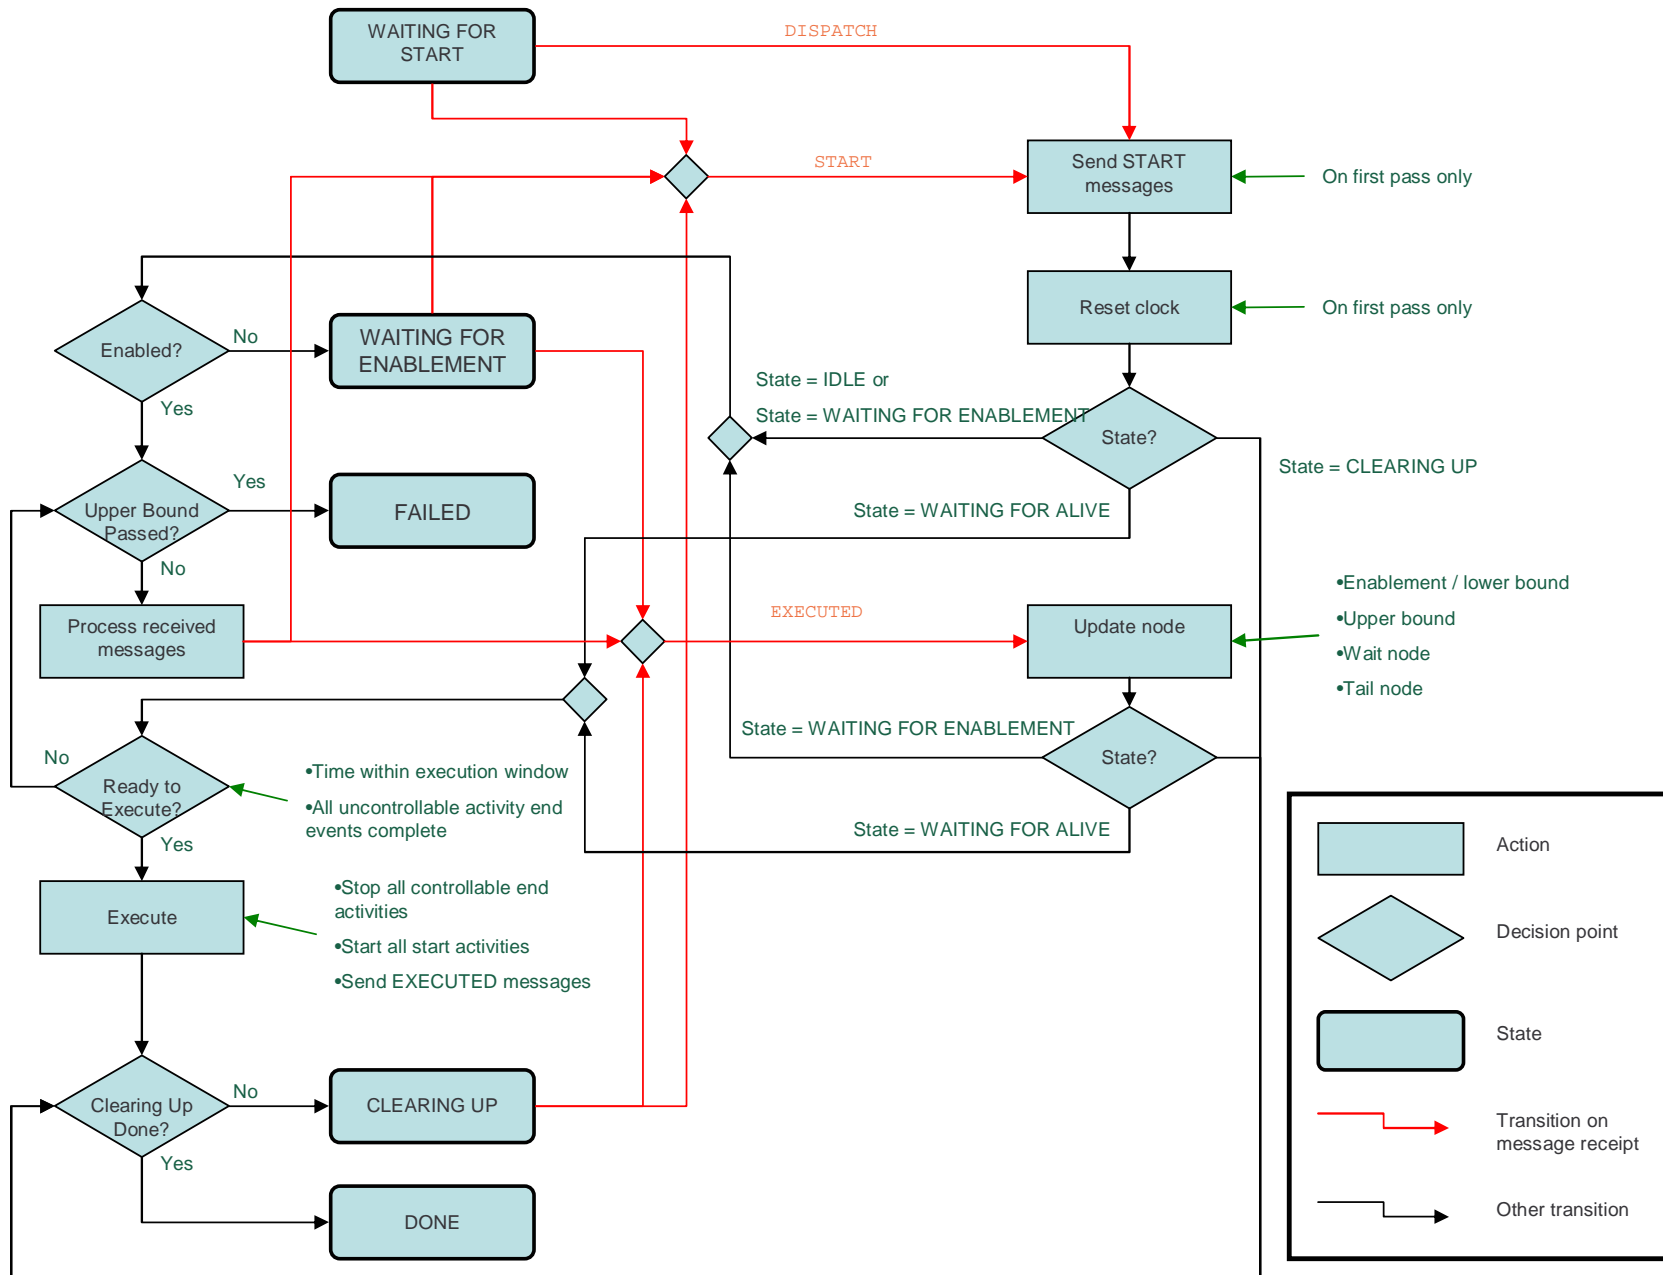 WAITING FOR
START
DISPATCH
START
Send START
messages
On first pass only
Reset clock
On first pass only
Enabled?
No
WAITING FOR
ENABLEMENT
Yes
State = IDLE or
State = WAITING FOR ENABLEMENT
State?
State = CLEARING UP
Upper Bound
Passed?
Yes
FAILED
No
State = WAITING FOR ALIVE
Process received
messages
EXECUTED
Update node
•Enablement / lower bound
•Upper bound
•Wait node
•Tail node
State = WAITING FOR ENABLEMENT
State?
No
Ready to
Execute?
•Time within execution window
•All uncontrollable activity end
events complete
State = WAITING FOR ALIVE
Yes
Execute
•Stop all controllable end
activities
•Start all start activities
•Send EXECUTED messages
Clearing Up
Done?
No
CLEARING UP
Yes
DONE
Action
Decision point
State
Transition on
message receipt
Other transition